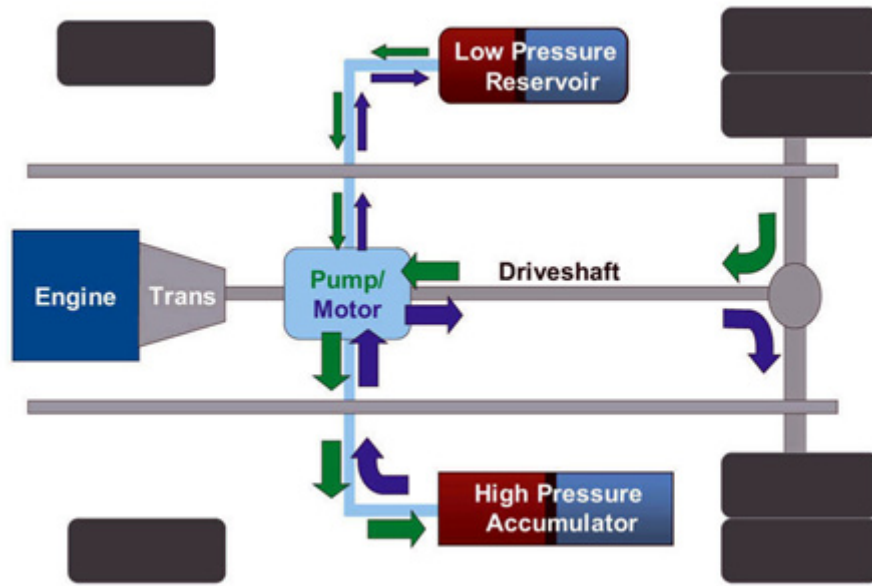 Low Pressure
Reservoir
Engine
Trans
Pump/
Motor
Driveshaft
High Pressure
Accumulator